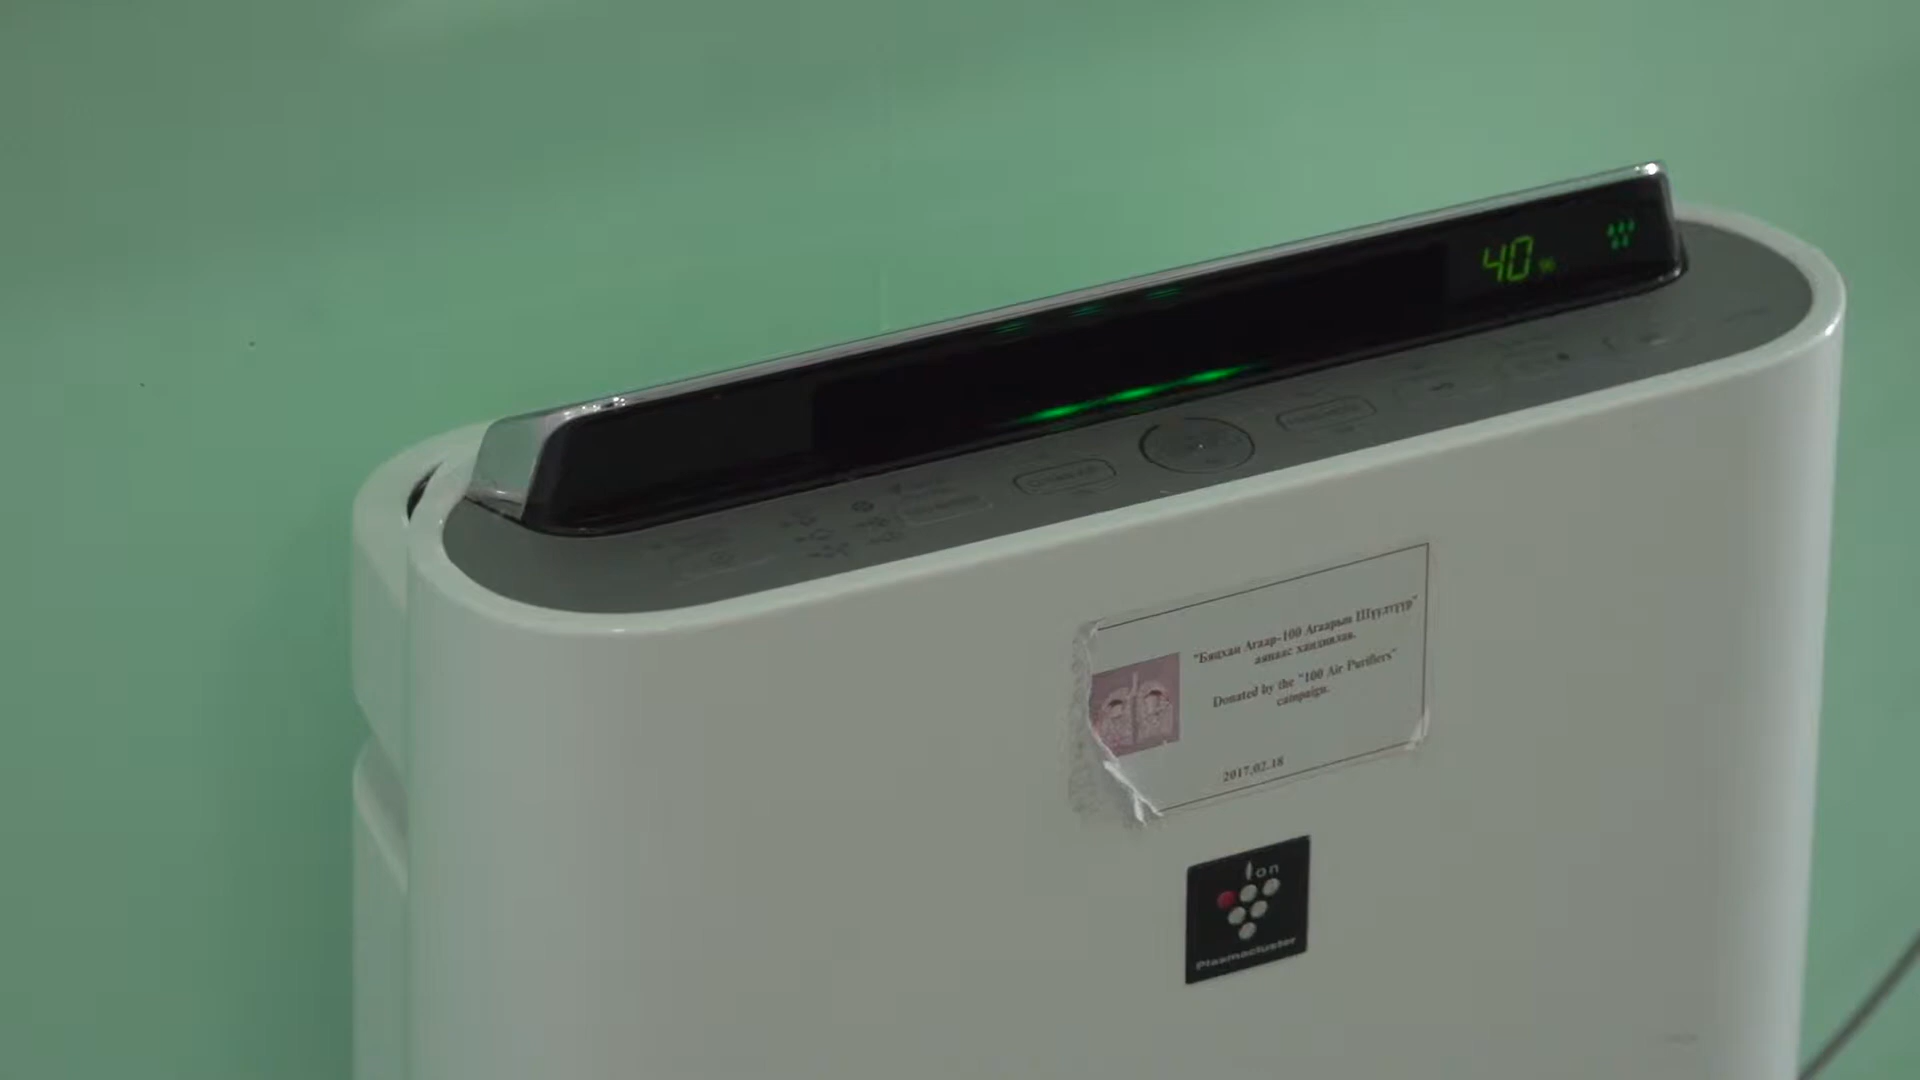 40 %
"Бяцхан Агаар-100 Агаарын Шүүлтүүр"
аянаас хандивлав.
Donated by the "100 Air Purifiers"
campaign.
2017.02.18
Ion
Plasmacluster